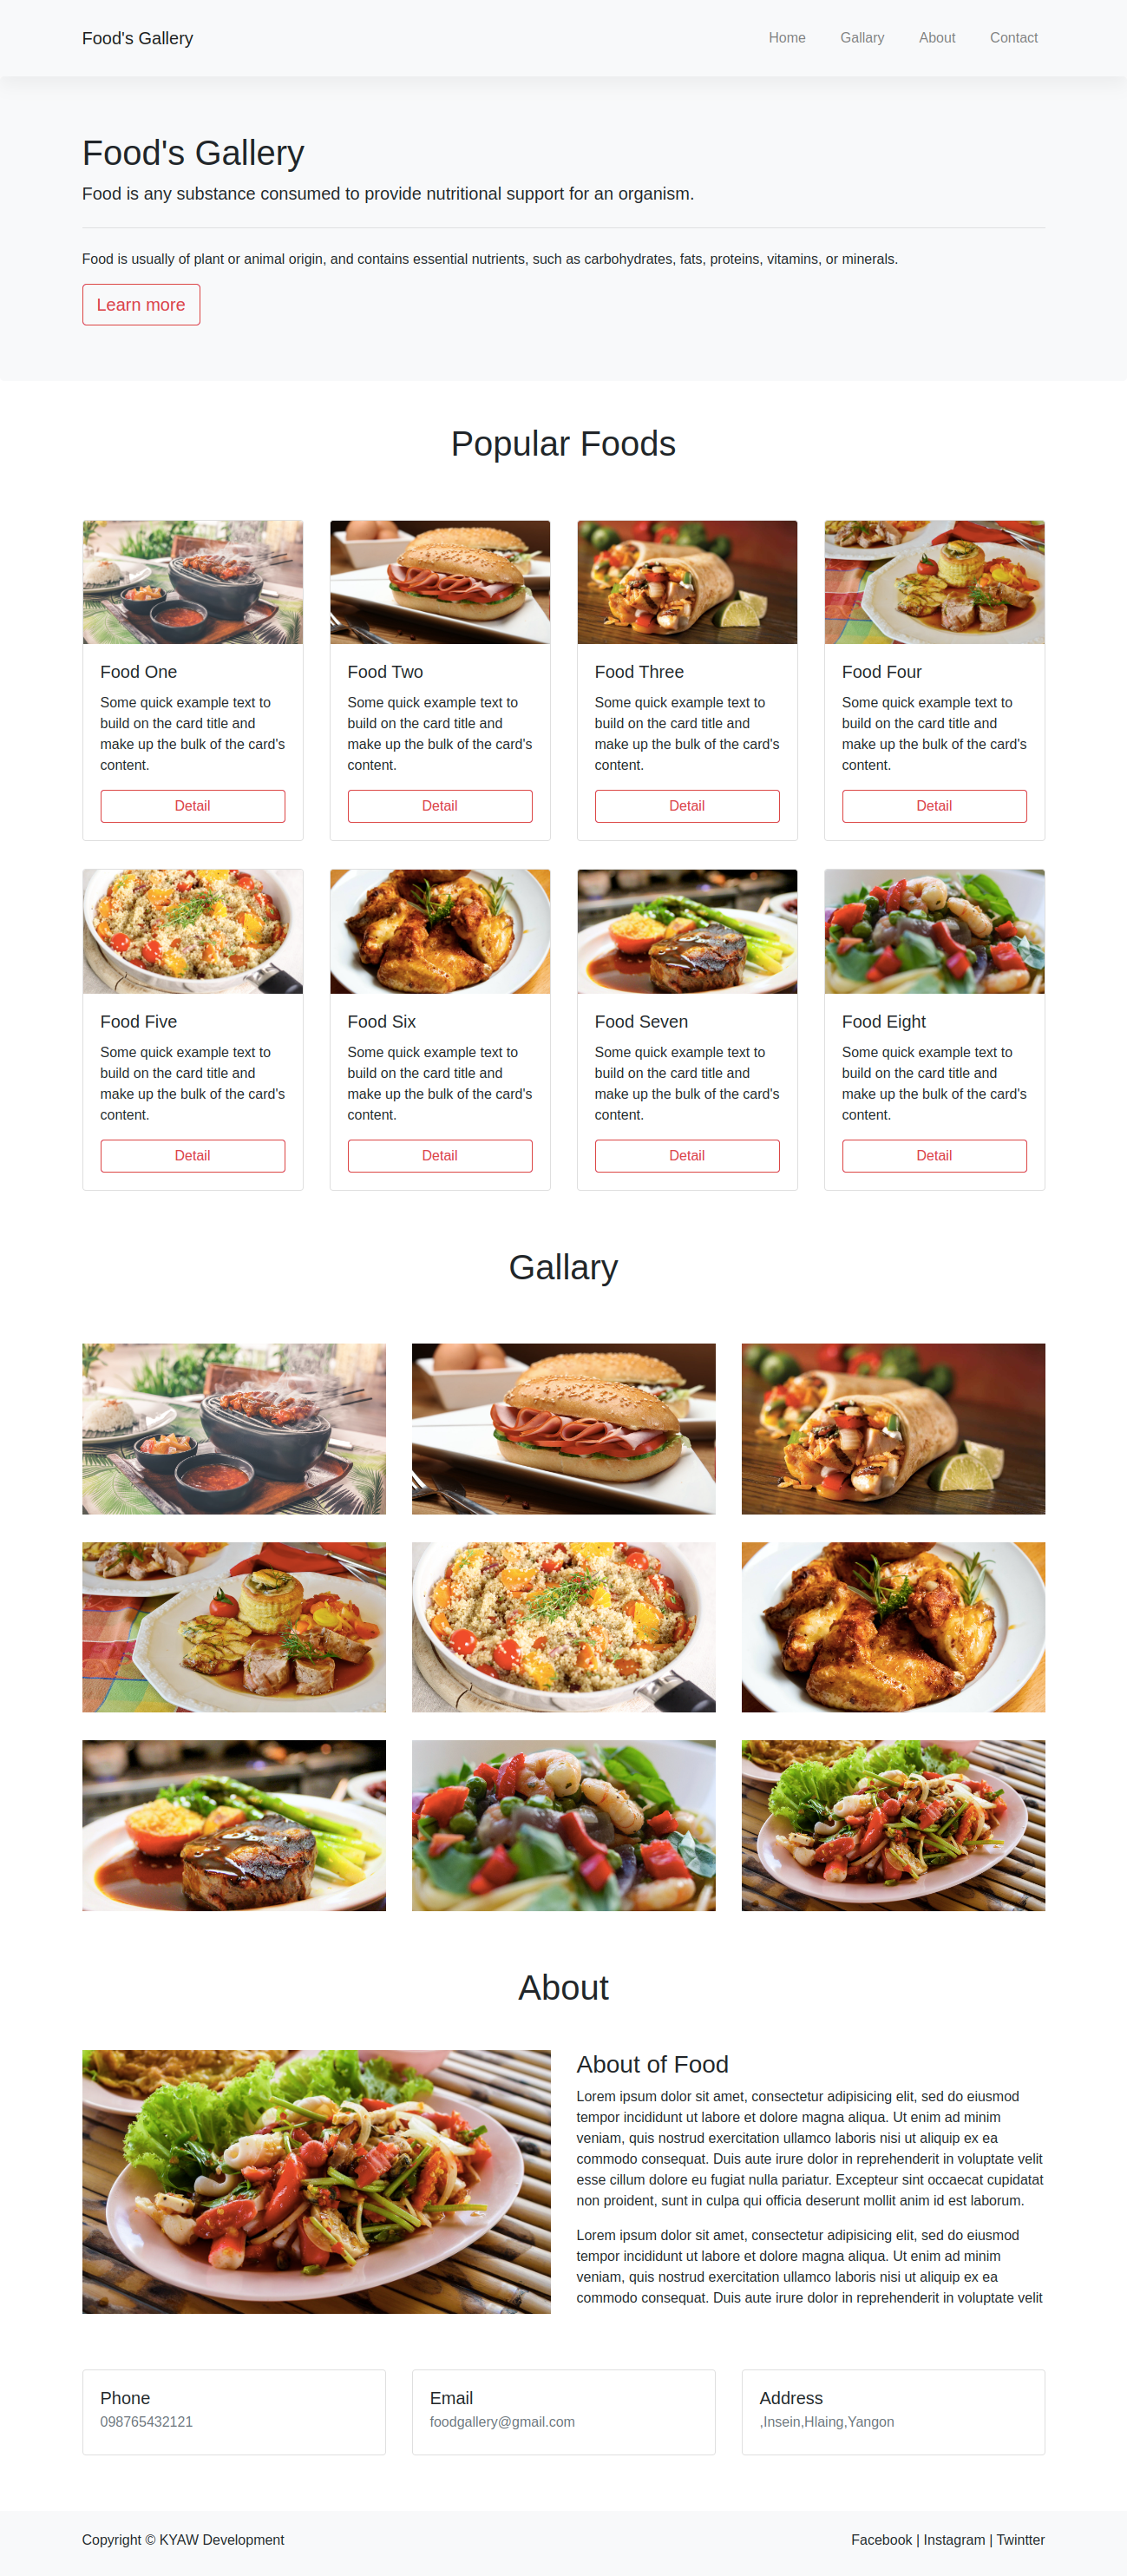 Food's Gallery
Home Gallary About Contact
Food's Gallery
Food is any substance consumed to provide nutritional support for an organism.
Food is usually of plant or animal origin, and contains essential nutrients, such as carbohydrates, fats, proteins, vitamins, or minerals.
Learn more
Popular Foods
Food One
Some quick example text to
build on the card title and
make up the bulk of the card's
content.
Detail
Food Two
Some quick example text to
build on the card title and
make up the bulk of the card's
content.
Detail
Food Three
Some quick example text to
build on the card title and
make up the bulk of the card's
content.
Detail
Food Four
Some quick example text to
build on the card title and
make up the bulk of the card's
content.
Detail
Food Five
Some quick example text to
build on the card title and
make up the bulk of the card's
content.
Detail
Food Six
Some quick example text to
build on the card title and
make up the bulk of the card's
content.
Detail
Food Seven
Some quick example text to
build on the card title and
make up the bulk of the card's
content.
Detail
Food Eight
Some quick example text to
build on the card title and
make up the bulk of the card's
content.
Detail
Gallary
About
About of Food
Lorem ipsum dolor sit amet, consectetur adipisicing elit, sed do eiusmod
tempor incididunt ut labore et dolore magna aliqua. Ut enim ad minim
veniam, quis nostrud exercitation ullamco laboris nisi ut aliquip ex ea
commodo consequat. Duis aute irure dolor in reprehenderit in voluptate velit
esse cillum dolore eu fugiat nulla pariatur. Excepteur sint occaecat cupidatat
non proident, sunt in culpa qui officia deserunt mollit anim id est laborum.
Lorem ipsum dolor sit amet, consectetur adipisicing elit, sed do eiusmod
tempor incididunt ut labore et dolore magna aliqua. Ut enim ad minim
veniam, quis nostrud exercitation ullamco laboris nisi ut aliquip ex ea
commodo consequat. Duis aute irure dolor in reprehenderit in voluptate velit
Phone
098765432121
Email
foodgallery@gmail.com
Address
,Insein,Hlaing,Yangon
Copyright © KYAW Development
Facebook | Instagram | Twintter